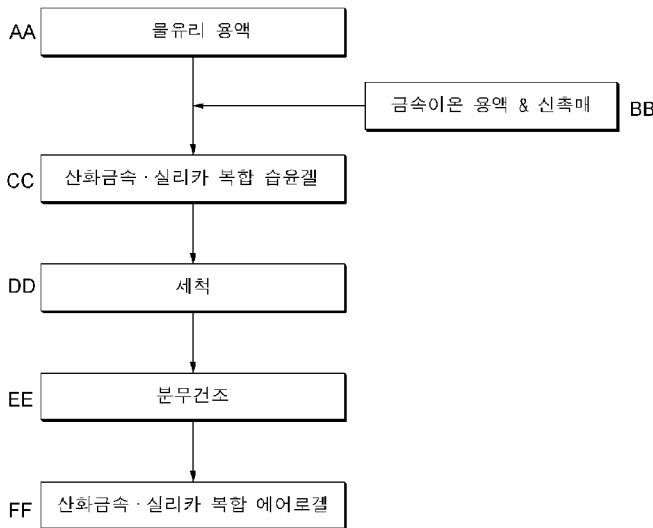 AA 물유리 용액
금속이온 용액 & 신촉매 BB
CC 산화금속·실리카 복합 습윤겔
DD 세척
EE 분무건조
FF 산화금속·실리카 복합 에어로겔